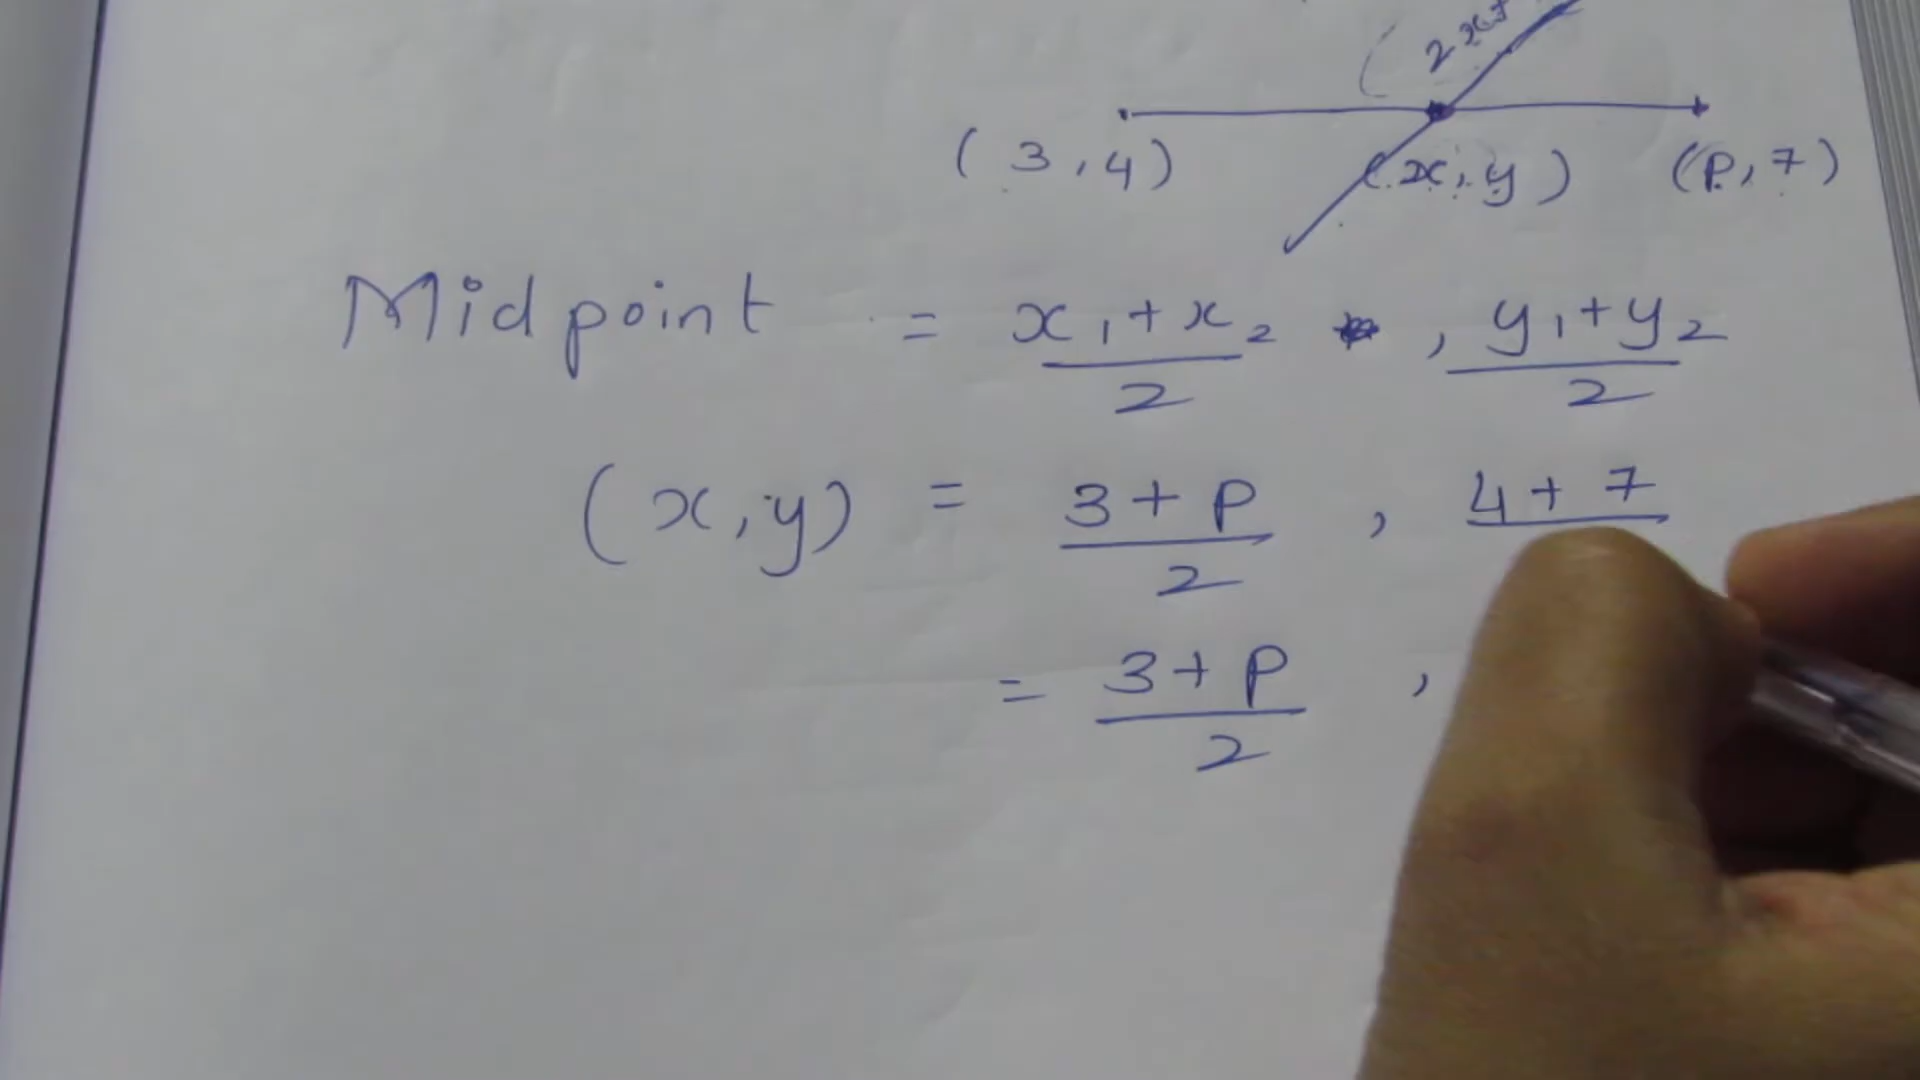 2x+
(3,4) (x,y) (P,7)
Midpoint = x₁+x₂/2 , y₁+y₂/2
(x,y) = 3+P/2 , 4+7
= 3+P/2 ,